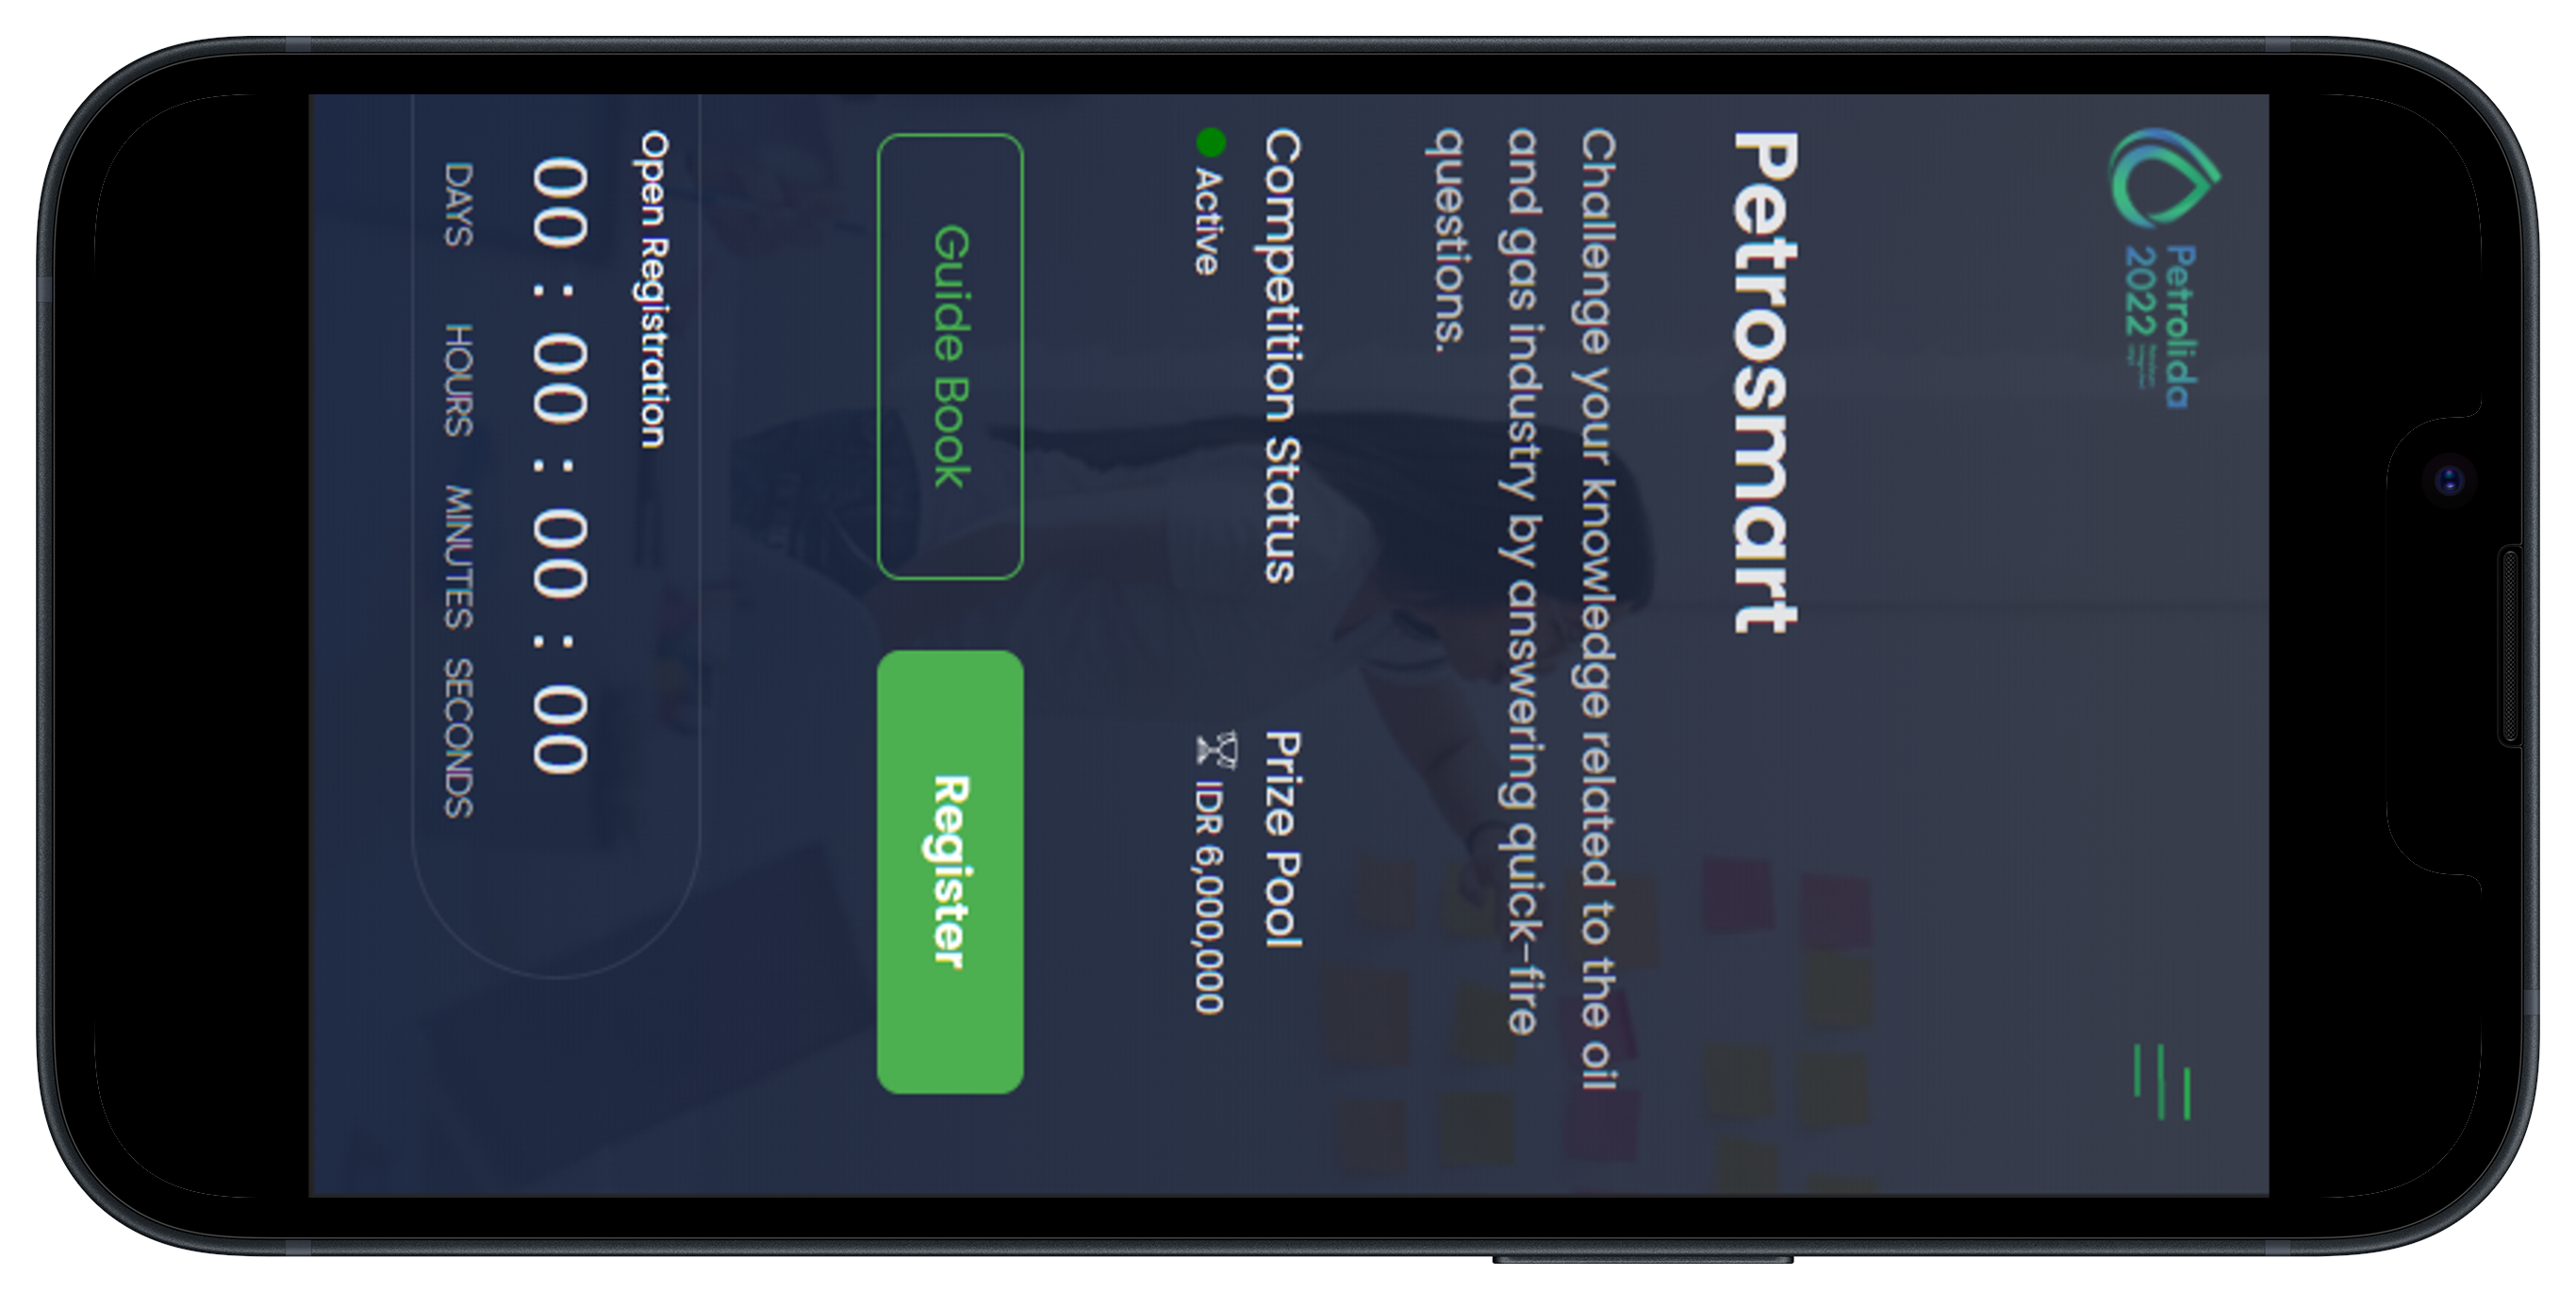 Petrolida
2022
Petrosmart
Challenge your knowledge related to the oil
and gas industry by answering quick-fire
questions.
Competition Status
Active
Prize Pool
IDR 6,000,000
Guide Book
Register
Open Registration
00 : 00 : 00 : 00
DAYS HOURS MINUTES SECONDS